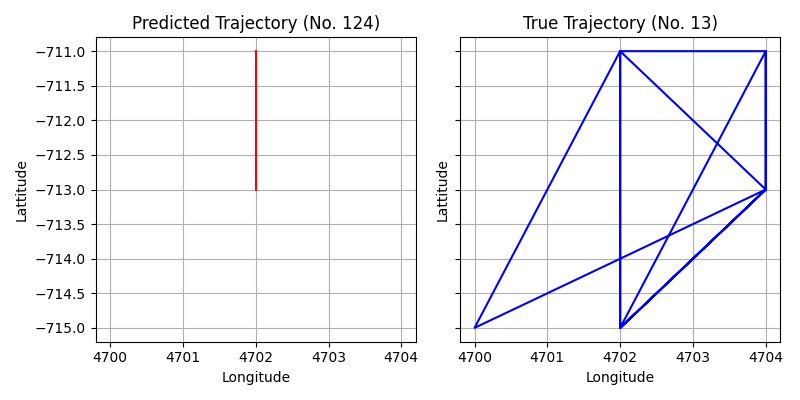 Predicted Trajectory (No. 124)
True Trajectory (No. 13)
−711.0
−711.5
−712.0
−712.5
−713.0
−713.5
−714.0
−714.5
−715.0
Lattitude
Lattitude
4700 4701 4702 4703 4704
4700 4701 4702 4703 4704
Longitude
Longitude